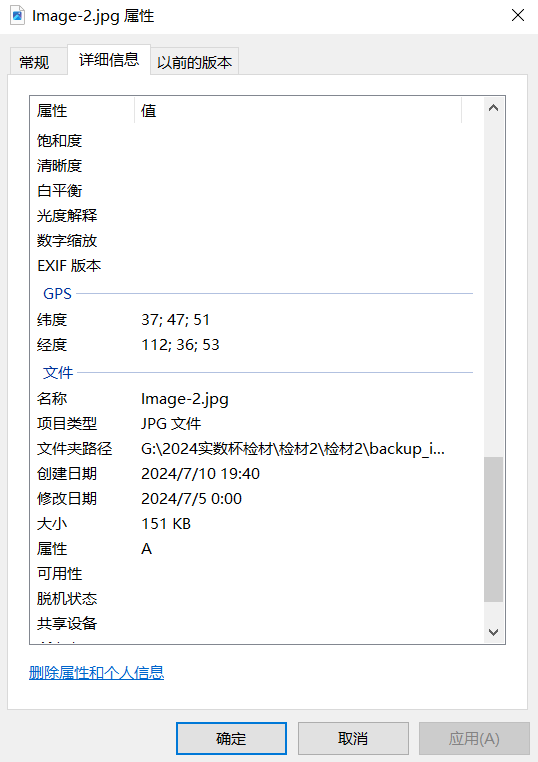 Image-2.jpg 属性
常规 详细信息 以前的版本
属性 值
饱和度
清晰度
白平衡
光度解释
数字缩放
EXIF 版本
GPS
纬度 37; 47; 51
经度 112; 36; 53
文件
名称 Image-2.jpg
项目类型 JPG 文件
文件夹路径 G:\2024实数杯检材\检材2\检材2\backup_i...
创建日期 2024/7/10 19:40
修改日期 2024/7/5 0:00
大小 151 KB
属性 A
可用性
脱机状态
共享设备
删除属性和个人信息
确定 取消 应用(A)